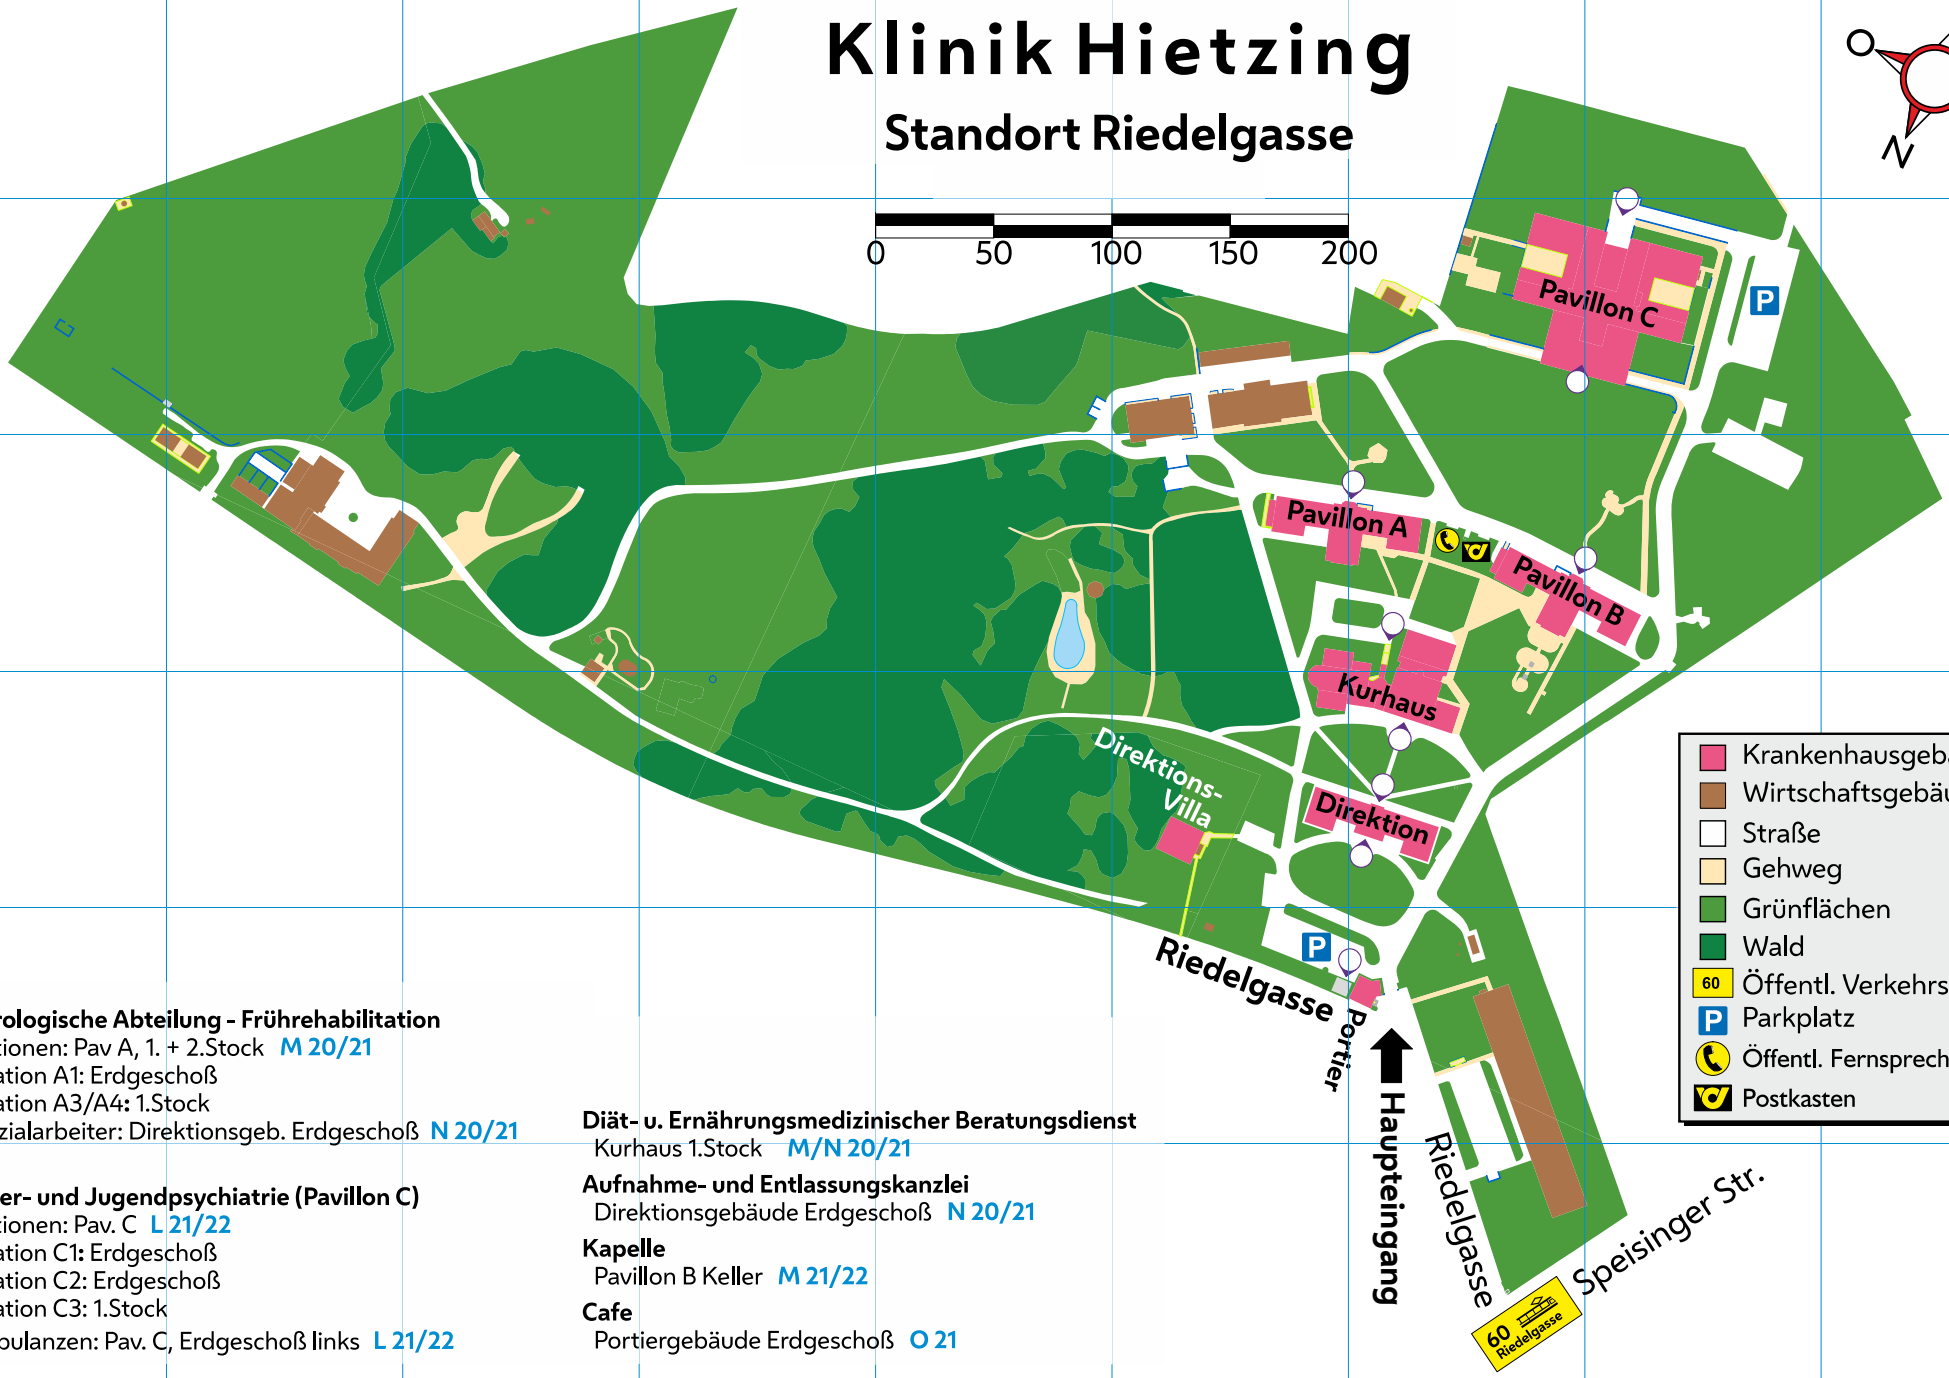 Klinik Hietzing
Standort Riedelgasse
O
N
0 50 100 150 200
Pavillon C
P
Pavillon A
Pavillon B
Kurhaus
Direktions-
Villa
Direktion
P
Riedelgasse
Portier
Haupteingang
Riedelgasse
Speisinger Str.
60
Riedelgasse
Krankenhausgebä
Wirtschaftsgebäu
Straße
Gehweg
Grünflächen
Wald
60 Öffentl. Verkehrs
P Parkplatz
Öffentl. Fernsprech
Postkasten
rologische Abteilung - Frührehabilitation
tionen: Pav A, 1. + 2.Stock M 20/21
ation A1: Erdgeschoß
ation A3/A4: 1.Stock
zialarbeiter: Direktionsgeb. Erdgeschoß N 20/21
er- und Jugendpsychiatrie (Pavillon C)
tionen: Pav. C L 21/22
ation C1: Erdgeschoß
ation C2: Erdgeschoß
ation C3: 1.Stock
bulanzen: Pav. C, Erdgeschoß links L 21/22
Diät- u. Ernährungsmedizinischer Beratungsdienst
Kurhaus 1.Stock M/N 20/21
Aufnahme- und Entlassungskanzlei
Direktionsgebäude Erdgeschoß N 20/21
Kapelle
Pavillon B Keller M 21/22
Cafe
Portiergebäude Erdgeschoß O 21